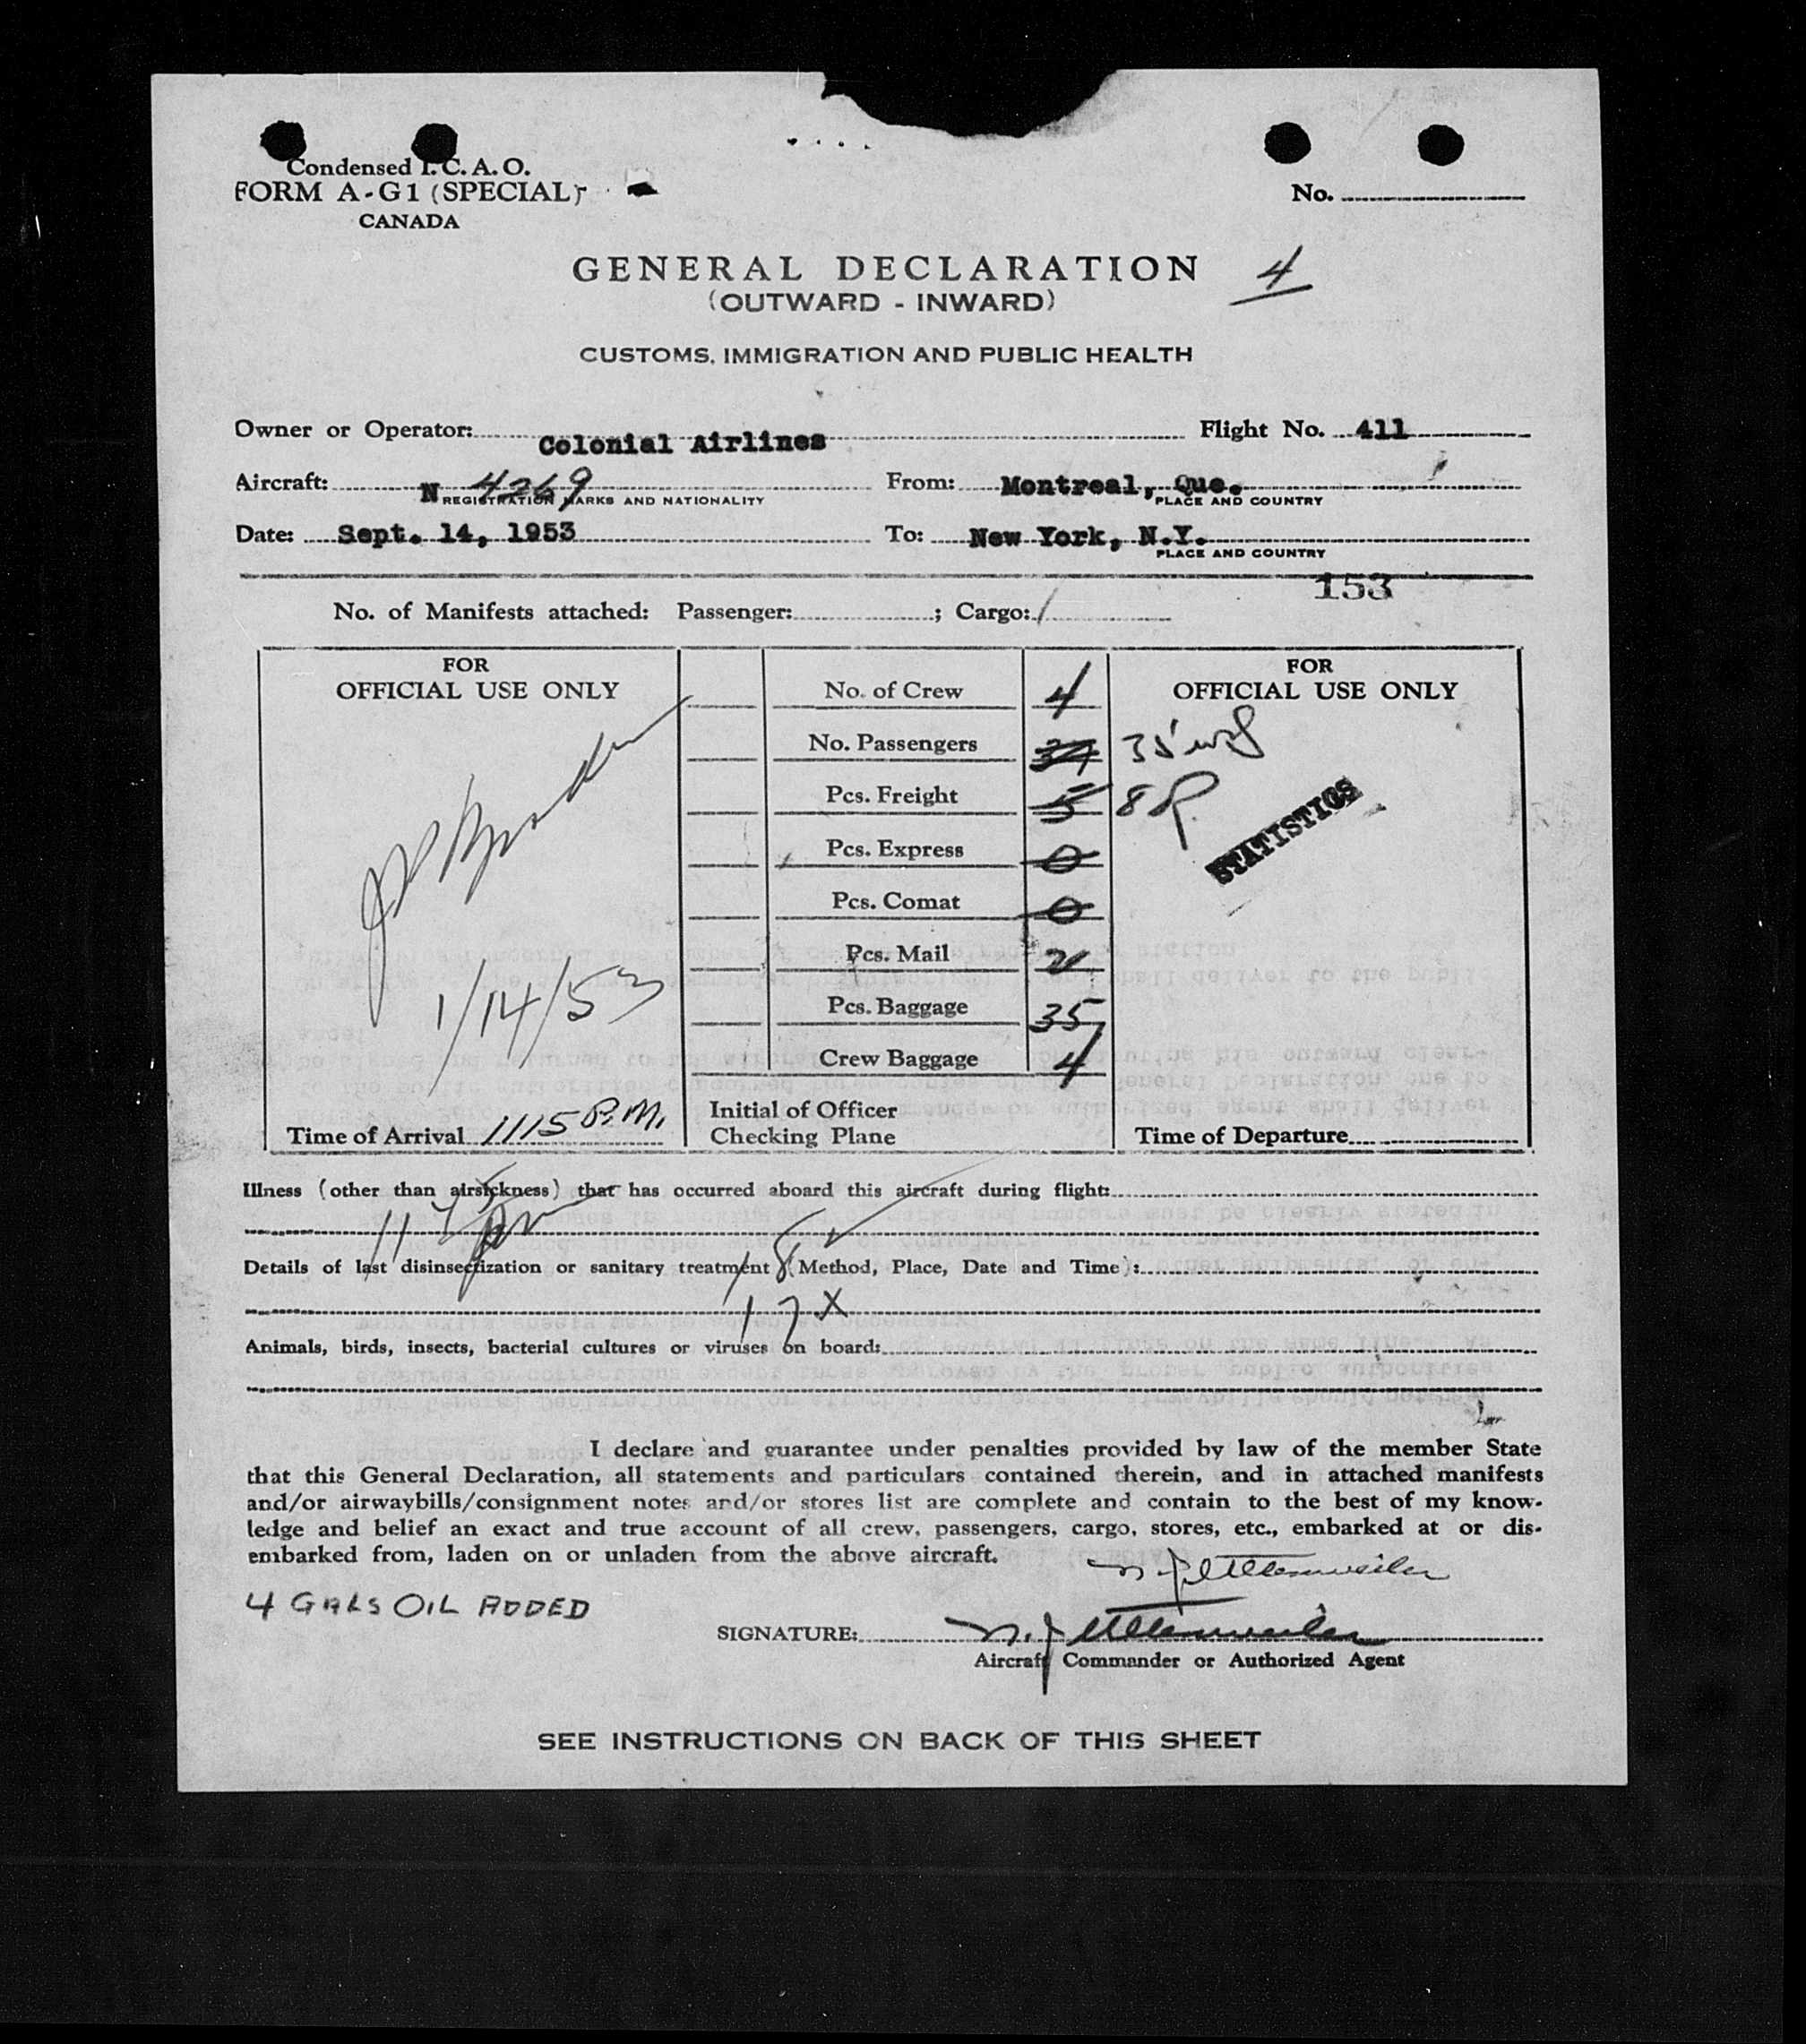 Condensed I.C.A.O.
FORM A-G1 (SPECIAL)
CANADA
No.
GENERAL DECLARATION
4
(OUTWARD - INWARD)
CUSTOMS, IMMIGRATION AND PUBLIC HEALTH
Owner or Operator: Colonial Airlines Flight No. 411
Aircraft: N 4269 From: Montreal, Que.
REGISTRATION MARKS AND NATIONALITY PLACE AND COUNTRY
Date: Sept. 14, 1953 To: New York, N.Y.
PLACE AND COUNTRY
153
No. of Manifests attached: Passenger: ; Cargo: /
FOR OFFICIAL USE ONLY
No. of Crew 4
FOR OFFICIAL USE ONLY
No. Passengers 35
Pcs. Freight 5 8
STATISTICS
Pcs. Express 0
Pcs. Comat 0
Pcs. Mail 2
1/14/53
Pcs. Baggage 35
Crew Baggage 4
Time of Arrival 1115 P.M.
Initial of Officer
Checking Plane
Time of Departure
Illness (other than airsickness) that has occurred aboard this aircraft during flight:
Details of last disinsectization or sanitary treatment (Method, Place, Date and Time):
17 X
Animals, birds, insects, bacterial cultures or viruses on board:
I declare and guarantee under penalties provided by law of the member State
that this General Declaration, all statements and particulars contained therein, and in attached manifests
and/or airwaybills/consignment notes and/or stores list are complete and contain to the best of my know-
ledge and belief an exact and true account of all crew, passengers, cargo, stores, etc., embarked at or dis-
embarked from, laden on or unladen from the above aircraft.
4 GALS OIL ADDED
SIGNATURE:
Aircraft Commander or Authorized Agent
SEE INSTRUCTIONS ON BACK OF THIS SHEET